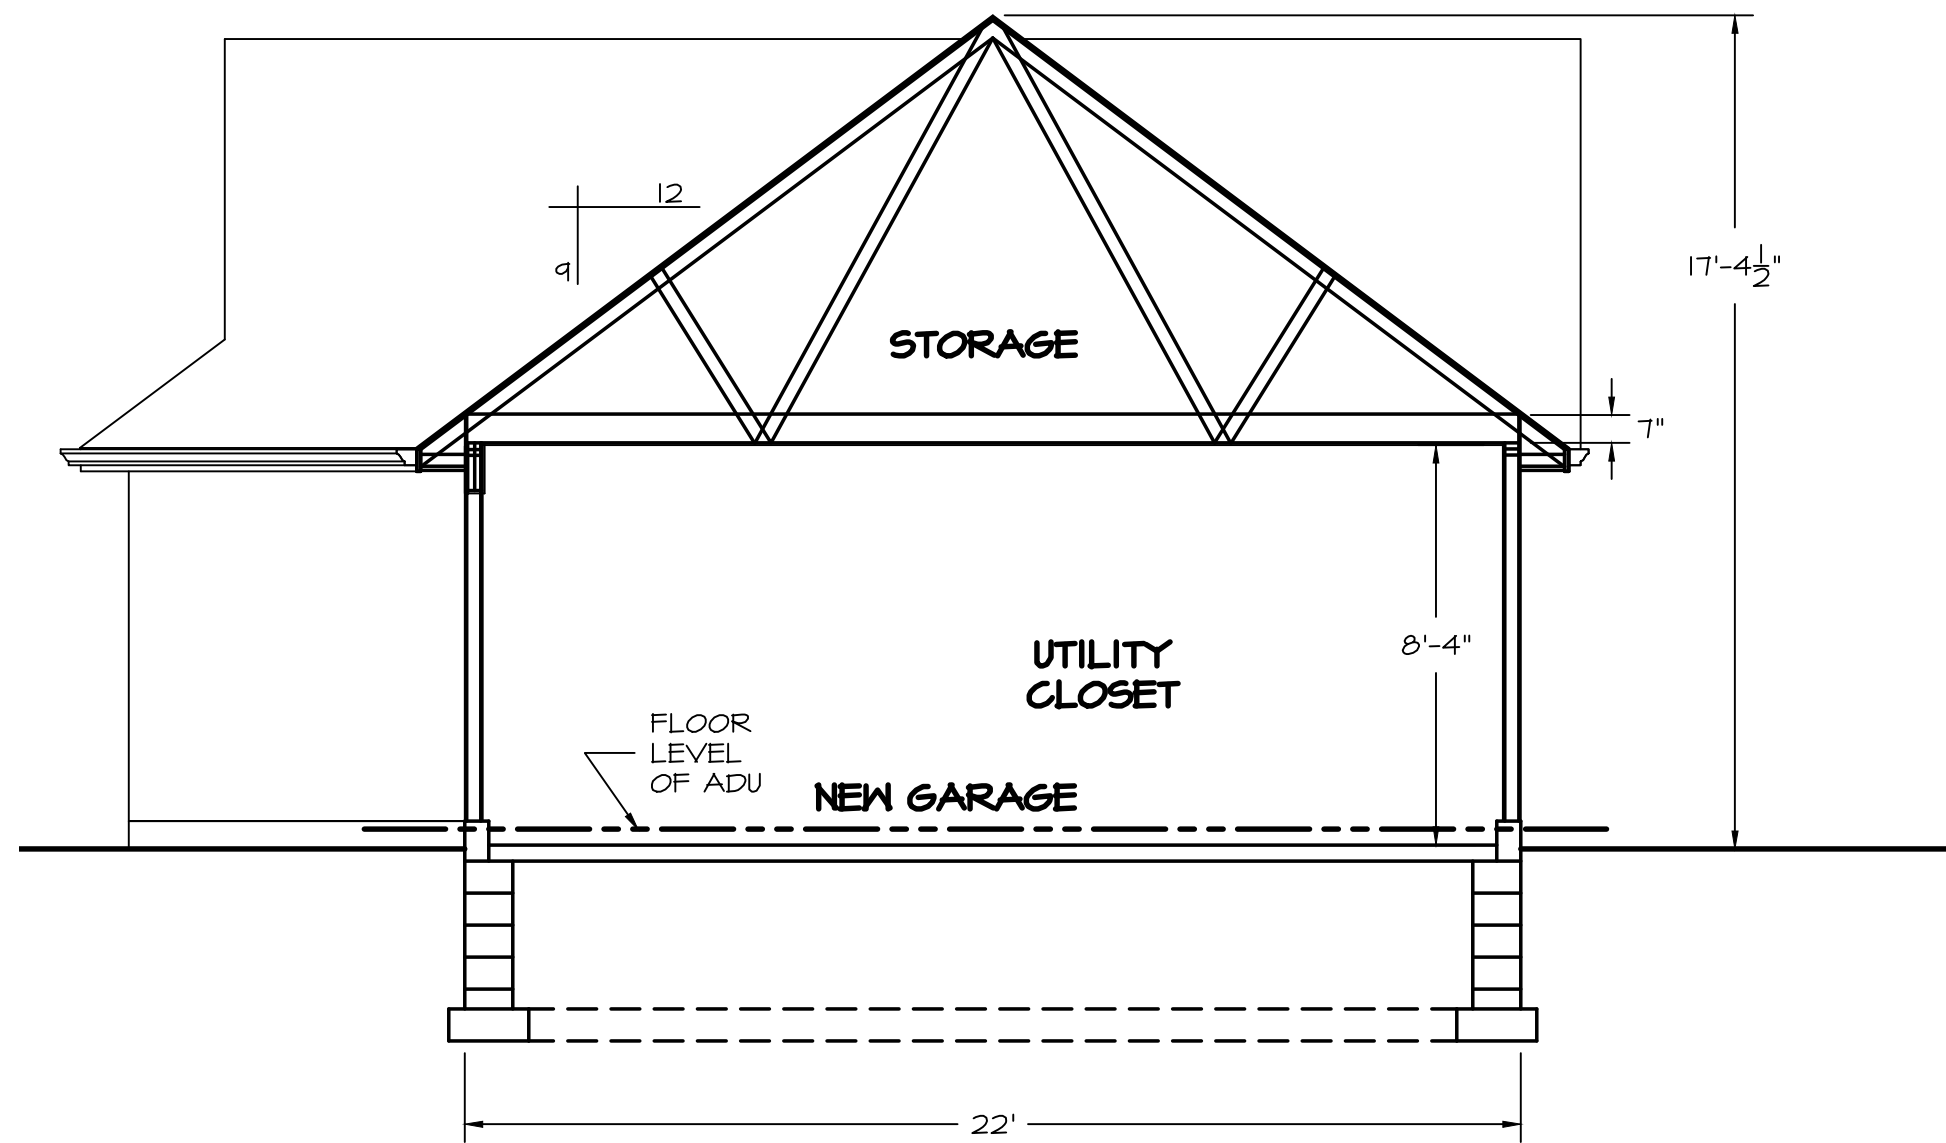 12
9
17'-4 1/2"
STORAGE
7"
8'-4"
UTILITY
CLOSET
FLOOR
LEVEL
OF ADU
NEW GARAGE
22'